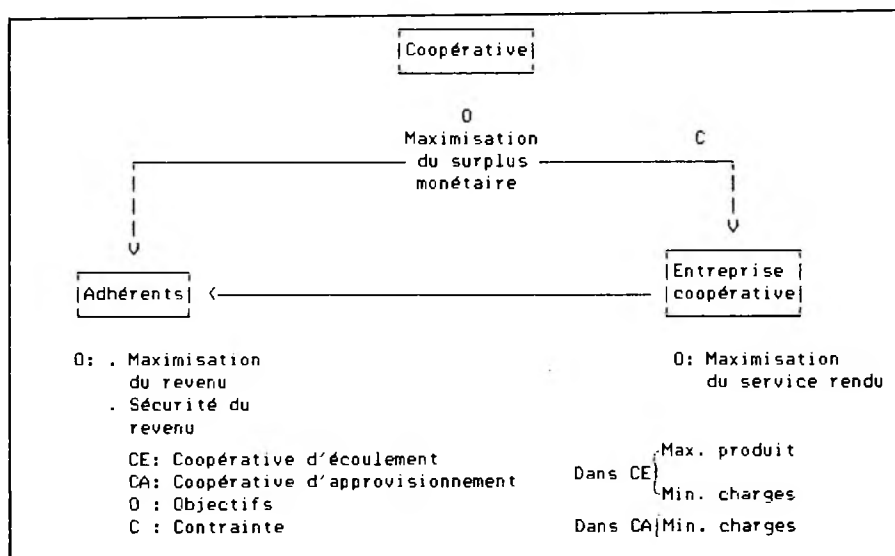 Coopérative
O
Maximisation C
du surplus
monétaire
Entreprise
Adhérents coopérative
O: . Maximisation O: Maximisation
du revenu du service rendu
. Sécurité du
revenu
CE: Coopérative d'écoulement Max. produit
CA: Coopérative d'approvisionnement Dans CE
O : Objectifs Min. charges
C : Contrainte Dans CA Min. charges